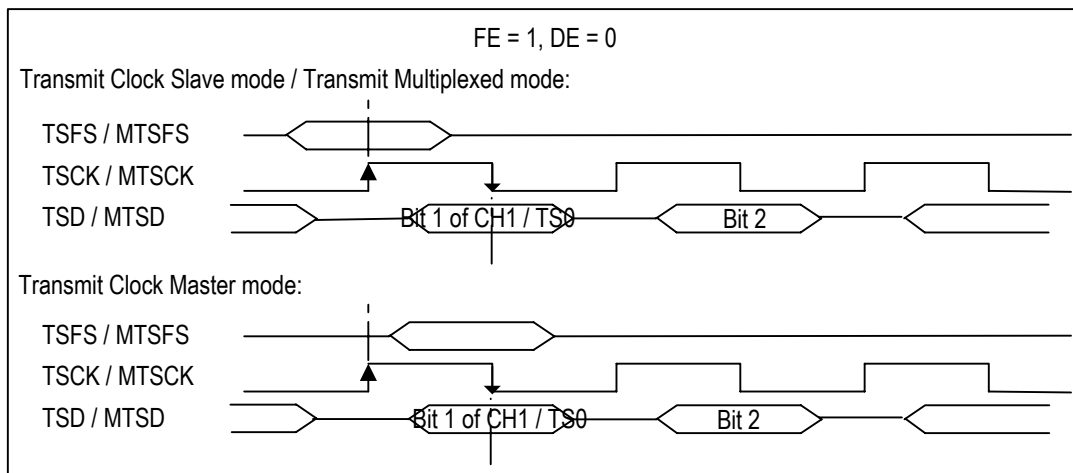 FE = 1, DE = 0
Transmit Clock Slave mode / Transmit Multiplexed mode:
TSFS / MTSFS
TSCK / MTSCK
TSD / MTSD
Bit 1 of CH1 / TS0
Bit 2
Transmit Clock Master mode:
TSFS / MTSFS
TSCK / MTSCK
TSD / MTSD
Bit 1 of CH1 / TS0
Bit 2